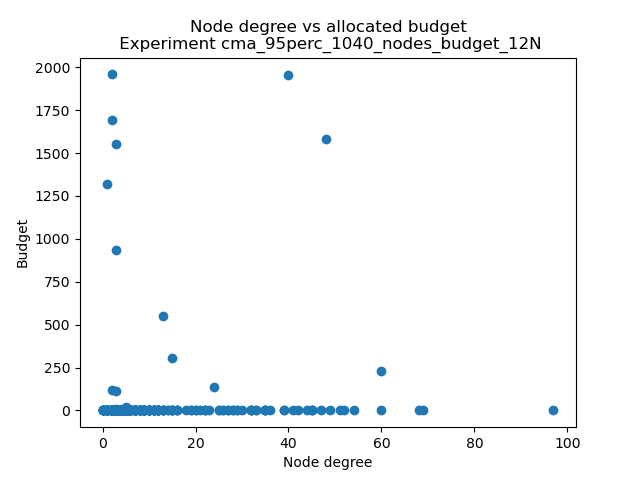 Node degree vs allocated budget
Experiment cma_95perc_1040_nodes_budget_12N
2000
1750
1500
1250
1000
750
500
250
0
Budget
0 20 40 60 80 100
Node degree